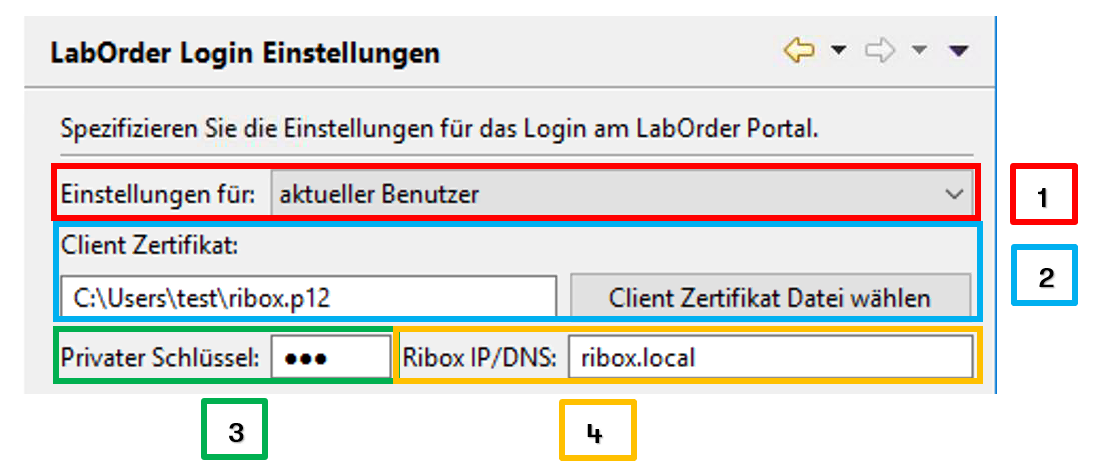 LabOrder Login Einstellungen
Spezifizieren Sie die Einstellungen für das Login am LabOrder Portal.
Einstellungen für: aktueller Benutzer
1
Client Zertifikat:
2
C:\Users\test\ribox.p12 Client Zertifikat Datei wählen
Privater Schlüssel: ●●● Ribox IP/DNS: ribox.local
3 4